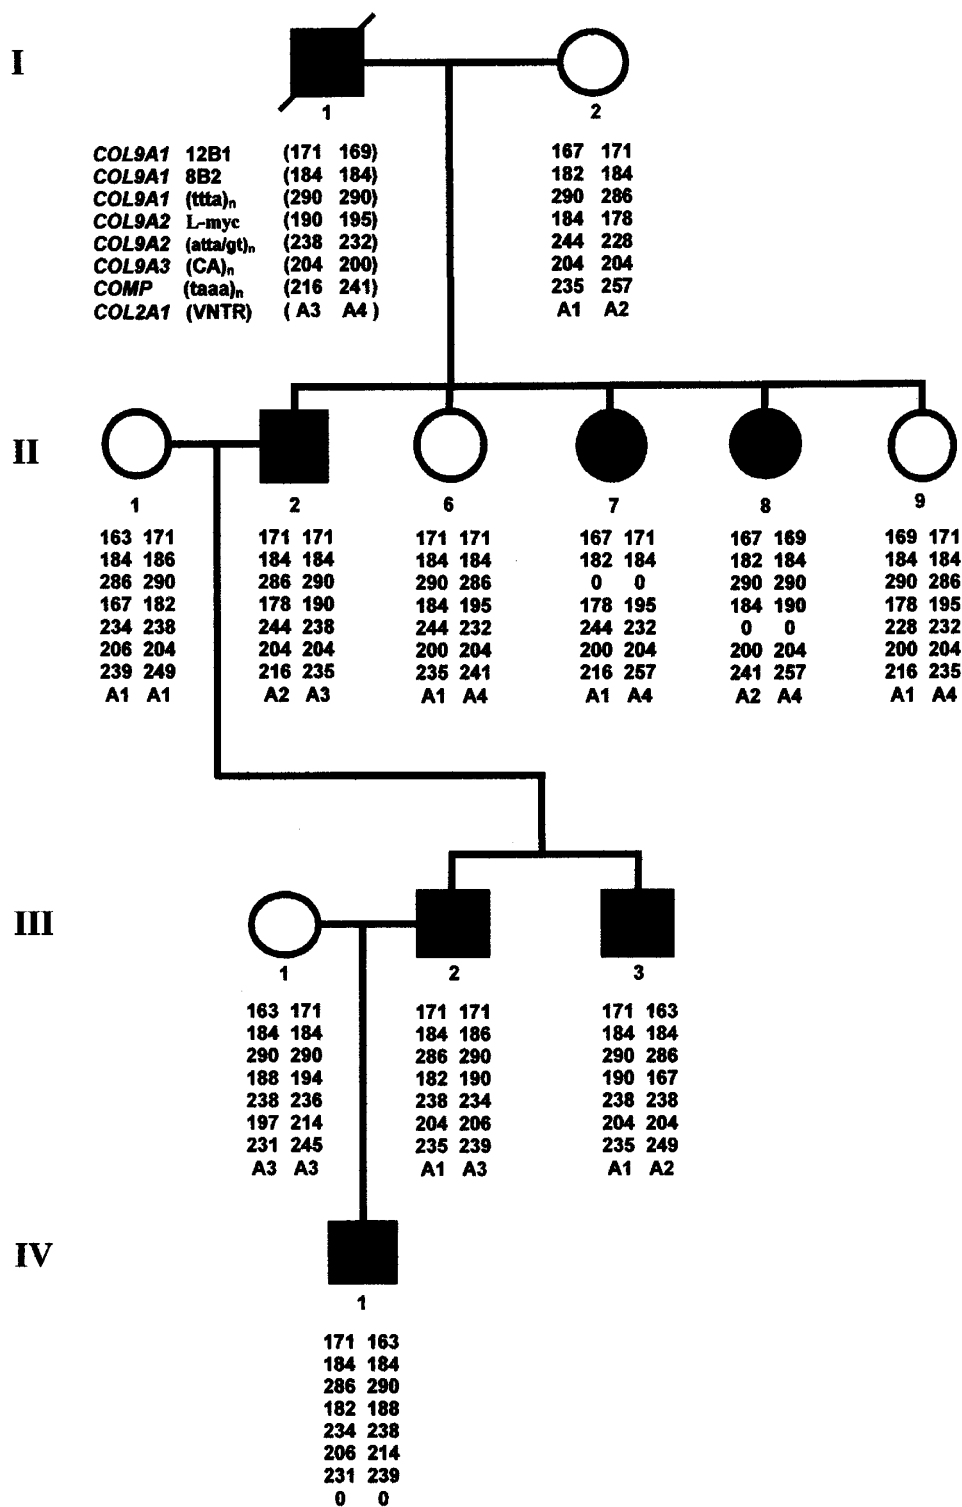 I
1 2
COL9A1 12B1 (171 169) 167 171
COL9A1 8B2 (184 184) 182 184
COL9A1 (ttta)n (290 290) 290 286
COL9A2 L-myc (190 195) 184 178
COL9A2 (atta/gt)n (238 232) 244 228
COL9A3 (CA)n (204 200) 204 204
COMP (taaa)n (216 241) 235 257
COL2A1 (VNTR) ( A3 A4 ) A1 A2
II
1 2 6 7 8 9
163 171 171 171 171 171 167 171 167 169 169 171
184 186 184 184 184 184 182 184 182 184 184 184
286 290 286 290 290 286 0 0 290 290 290 286
167 182 178 190 184 195 178 195 184 190 178 195
234 238 244 238 244 232 244 232 0 0 228 232
206 204 204 204 200 204 200 204 200 204 200 204
239 249 216 235 235 241 216 257 241 257 216 235
A1 A1 A2 A3 A1 A4 A1 A4 A2 A4 A1 A4
III
1 2 3
163 171 171 171 171 163
184 184 184 186 184 184
290 290 286 290 290 286
188 194 182 190 190 167
238 236 238 234 238 238
197 214 204 206 204 204
231 245 235 239 235 249
A3 A3 A1 A3 A1 A2
IV
1
171 163
184 184
286 290
182 188
234 238
206 214
231 239
0 0